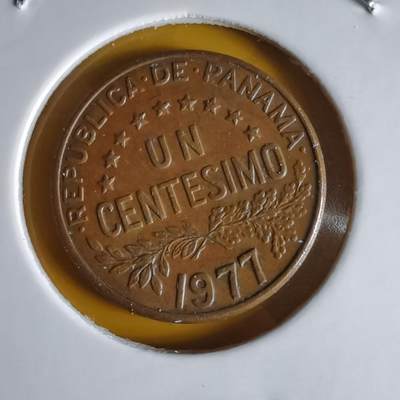 ·REPUBLICA·DE·PANAMA·
UN
CENTESIMO
1977